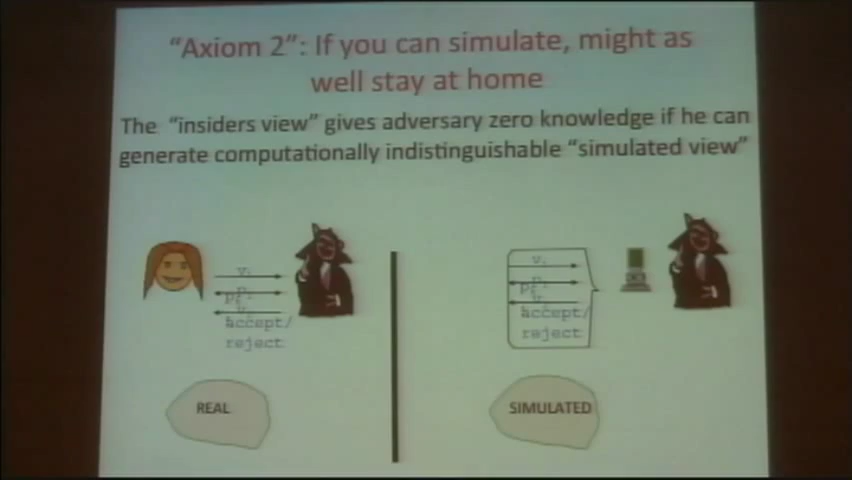 “Axiom 2”: If you can simulate, might as
well stay at home
The “insiders view” gives adversary zero knowledge if he can
generate computationally indistinguishable “simulated view”
accept/
reject
REAL
accept/
reject
SIMULATED